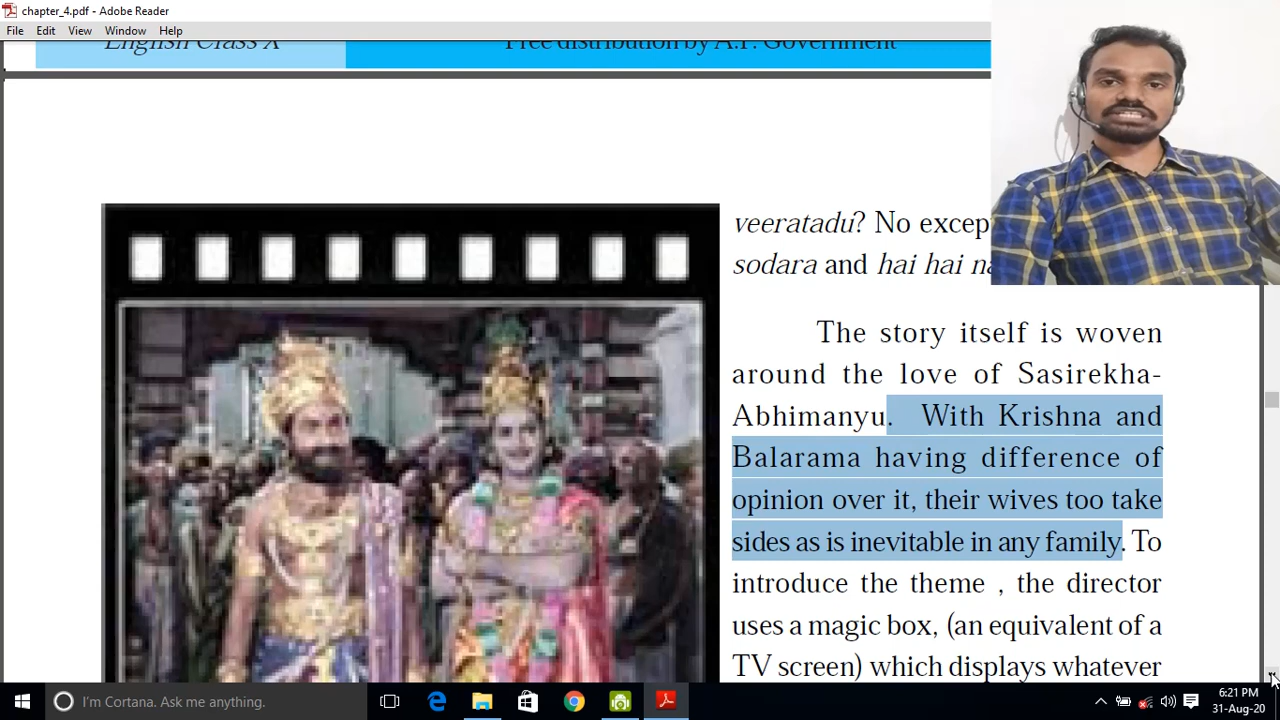 chapter_4.pdf - Adobe Reader
File Edit View Window Help
English Class X
Free distribution by A.P. Government
veeratadu? No excep
sodara and hai hai na
The story itself is woven
around the love of Sasirekha-
Abhimanyu. With Krishna and
Balarama having difference of
opinion over it, their wives too take
sides as is inevitable in any family. To
introduce the theme , the director
uses a magic box, (an equivalent of a
TV screen) which displays whatever
I'm Cortana. Ask me anything.
6:21 PM
31-Aug-20